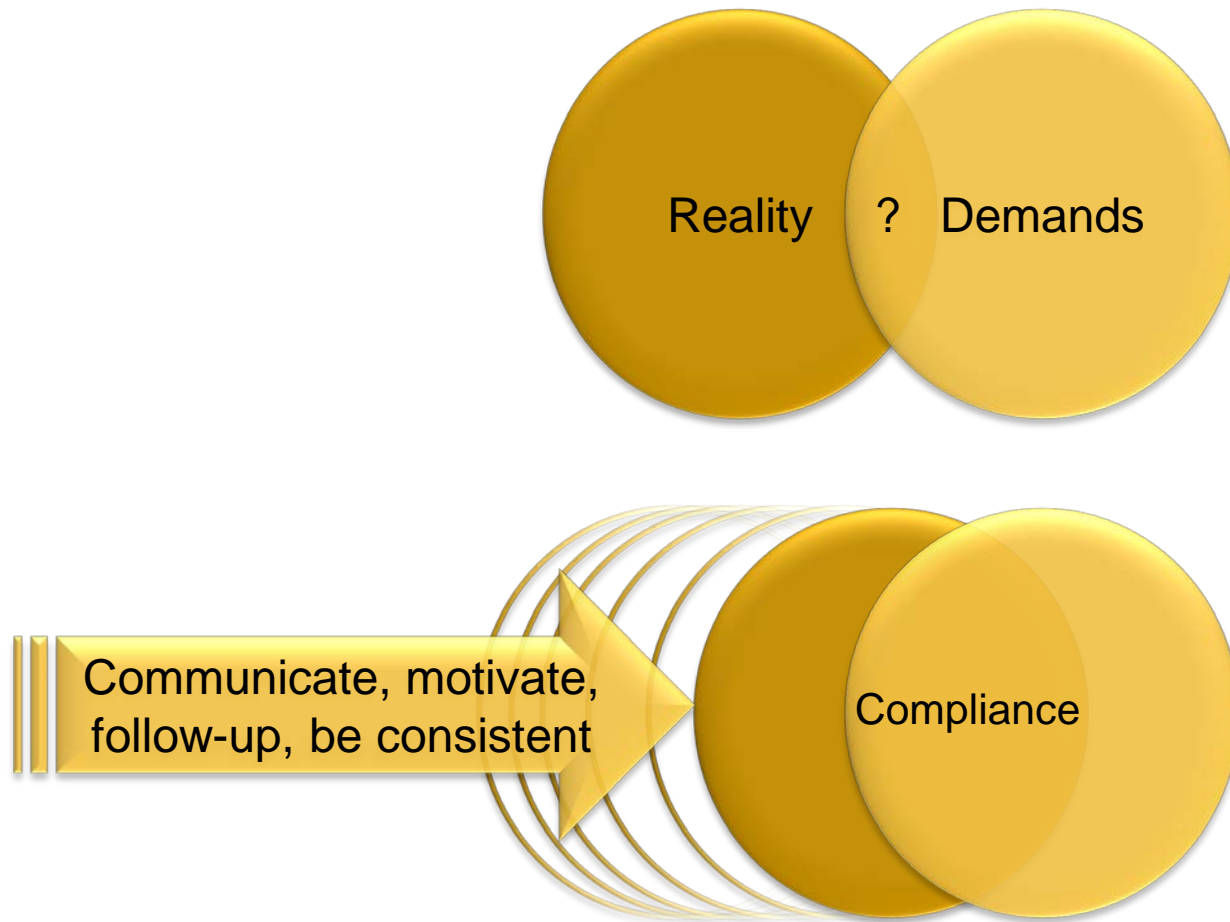 Reality ? Demands
Communicate, motivate,
follow-up, be consistent
Compliance